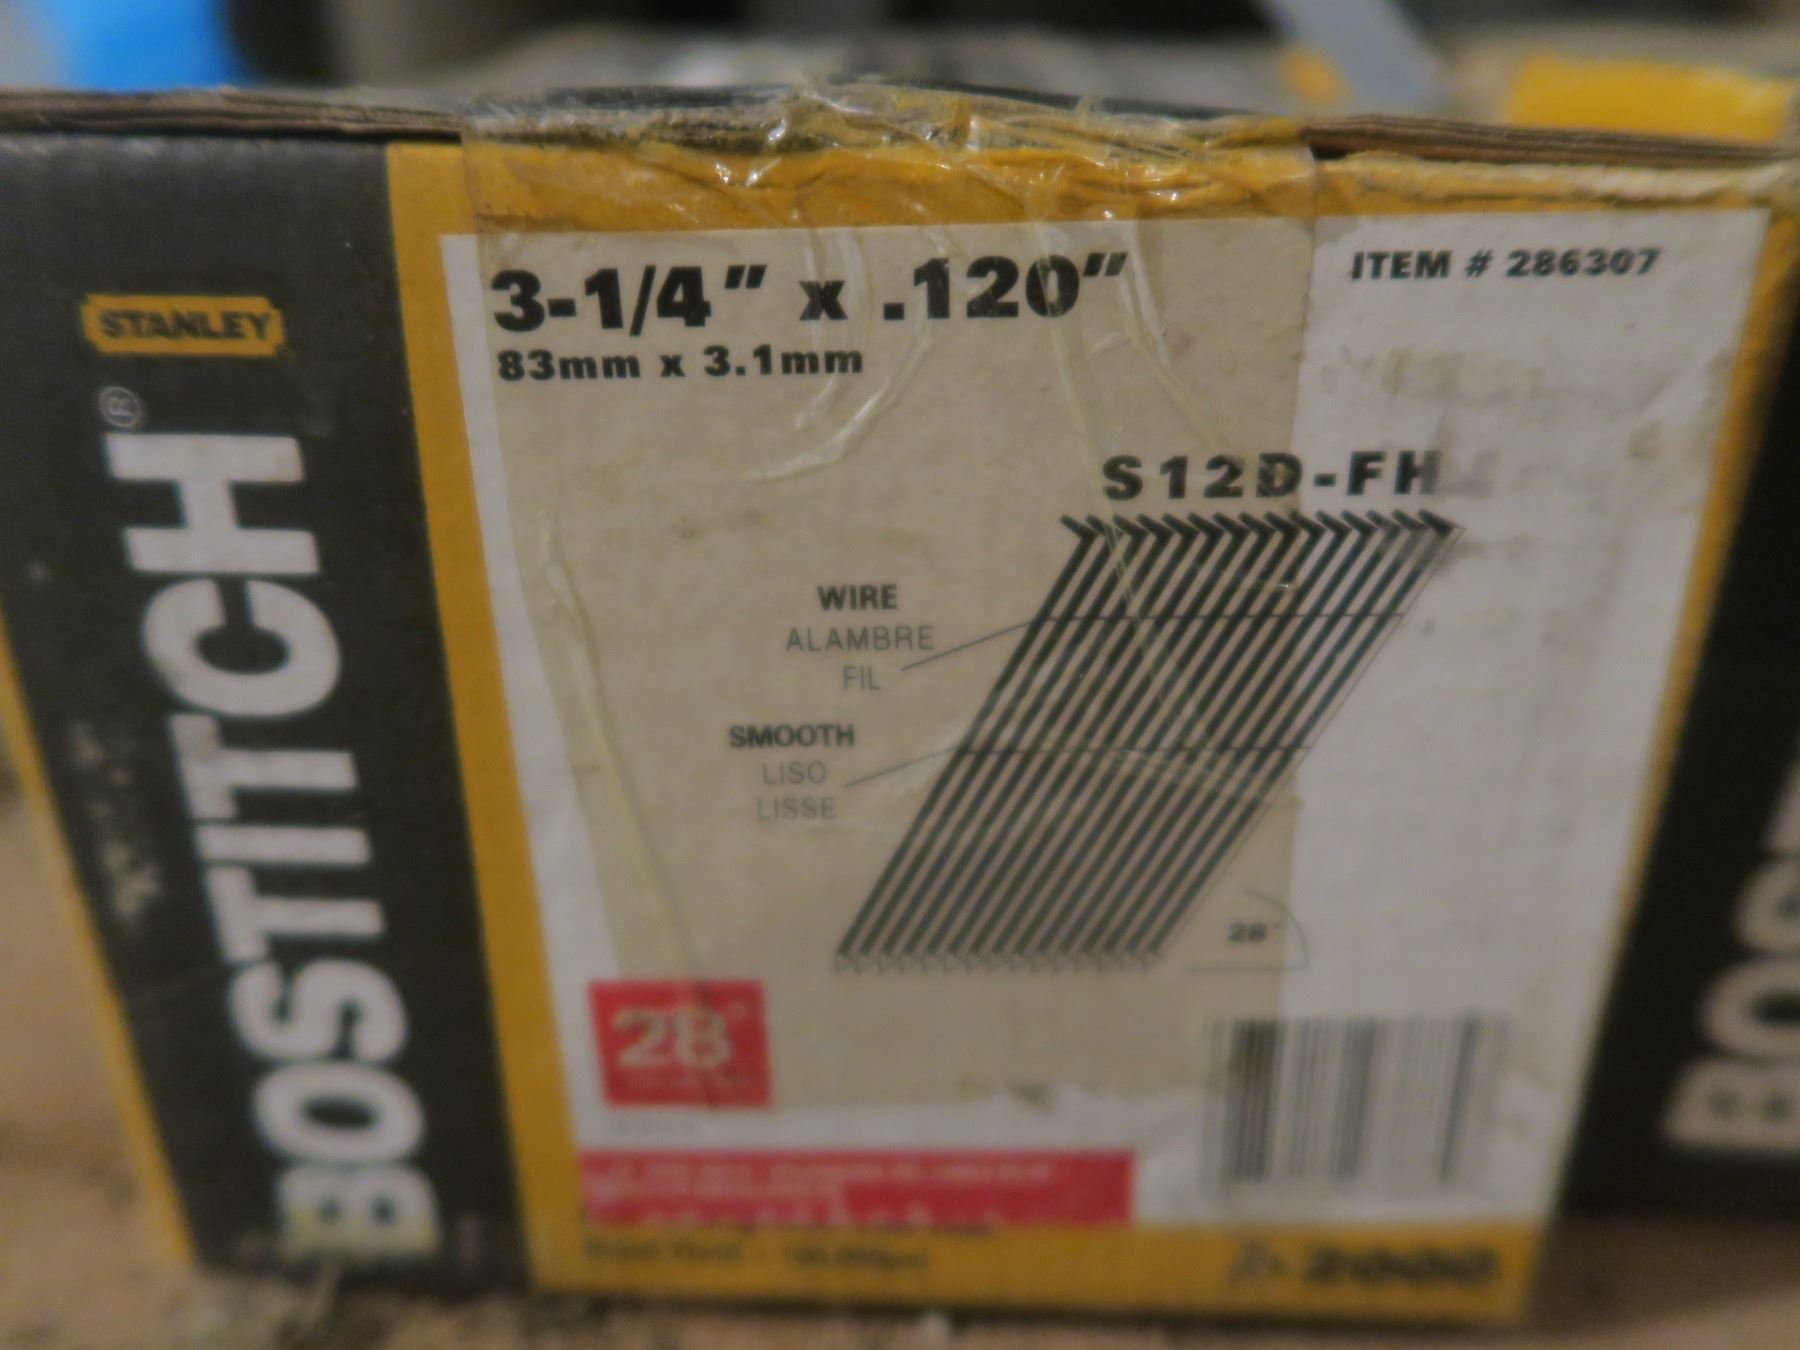 STANLEY
BOSTITCH®
3-1/4" x .120"
83mm x 3.1mm
ITEM # 286307
S12D-FH
WIRE
ALAMBRE
FIL
SMOOTH
LISO
LISSE
28°
28°